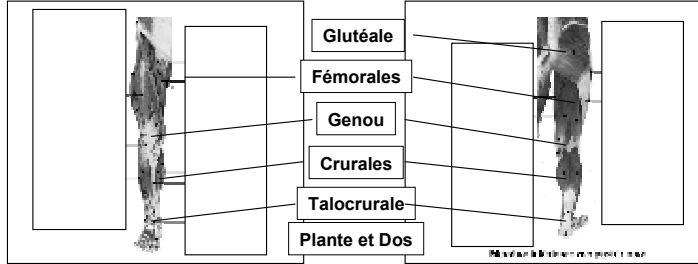 Glutéale
Fémorales
Genou
Crurales
Talocrurale
Plante et Dos